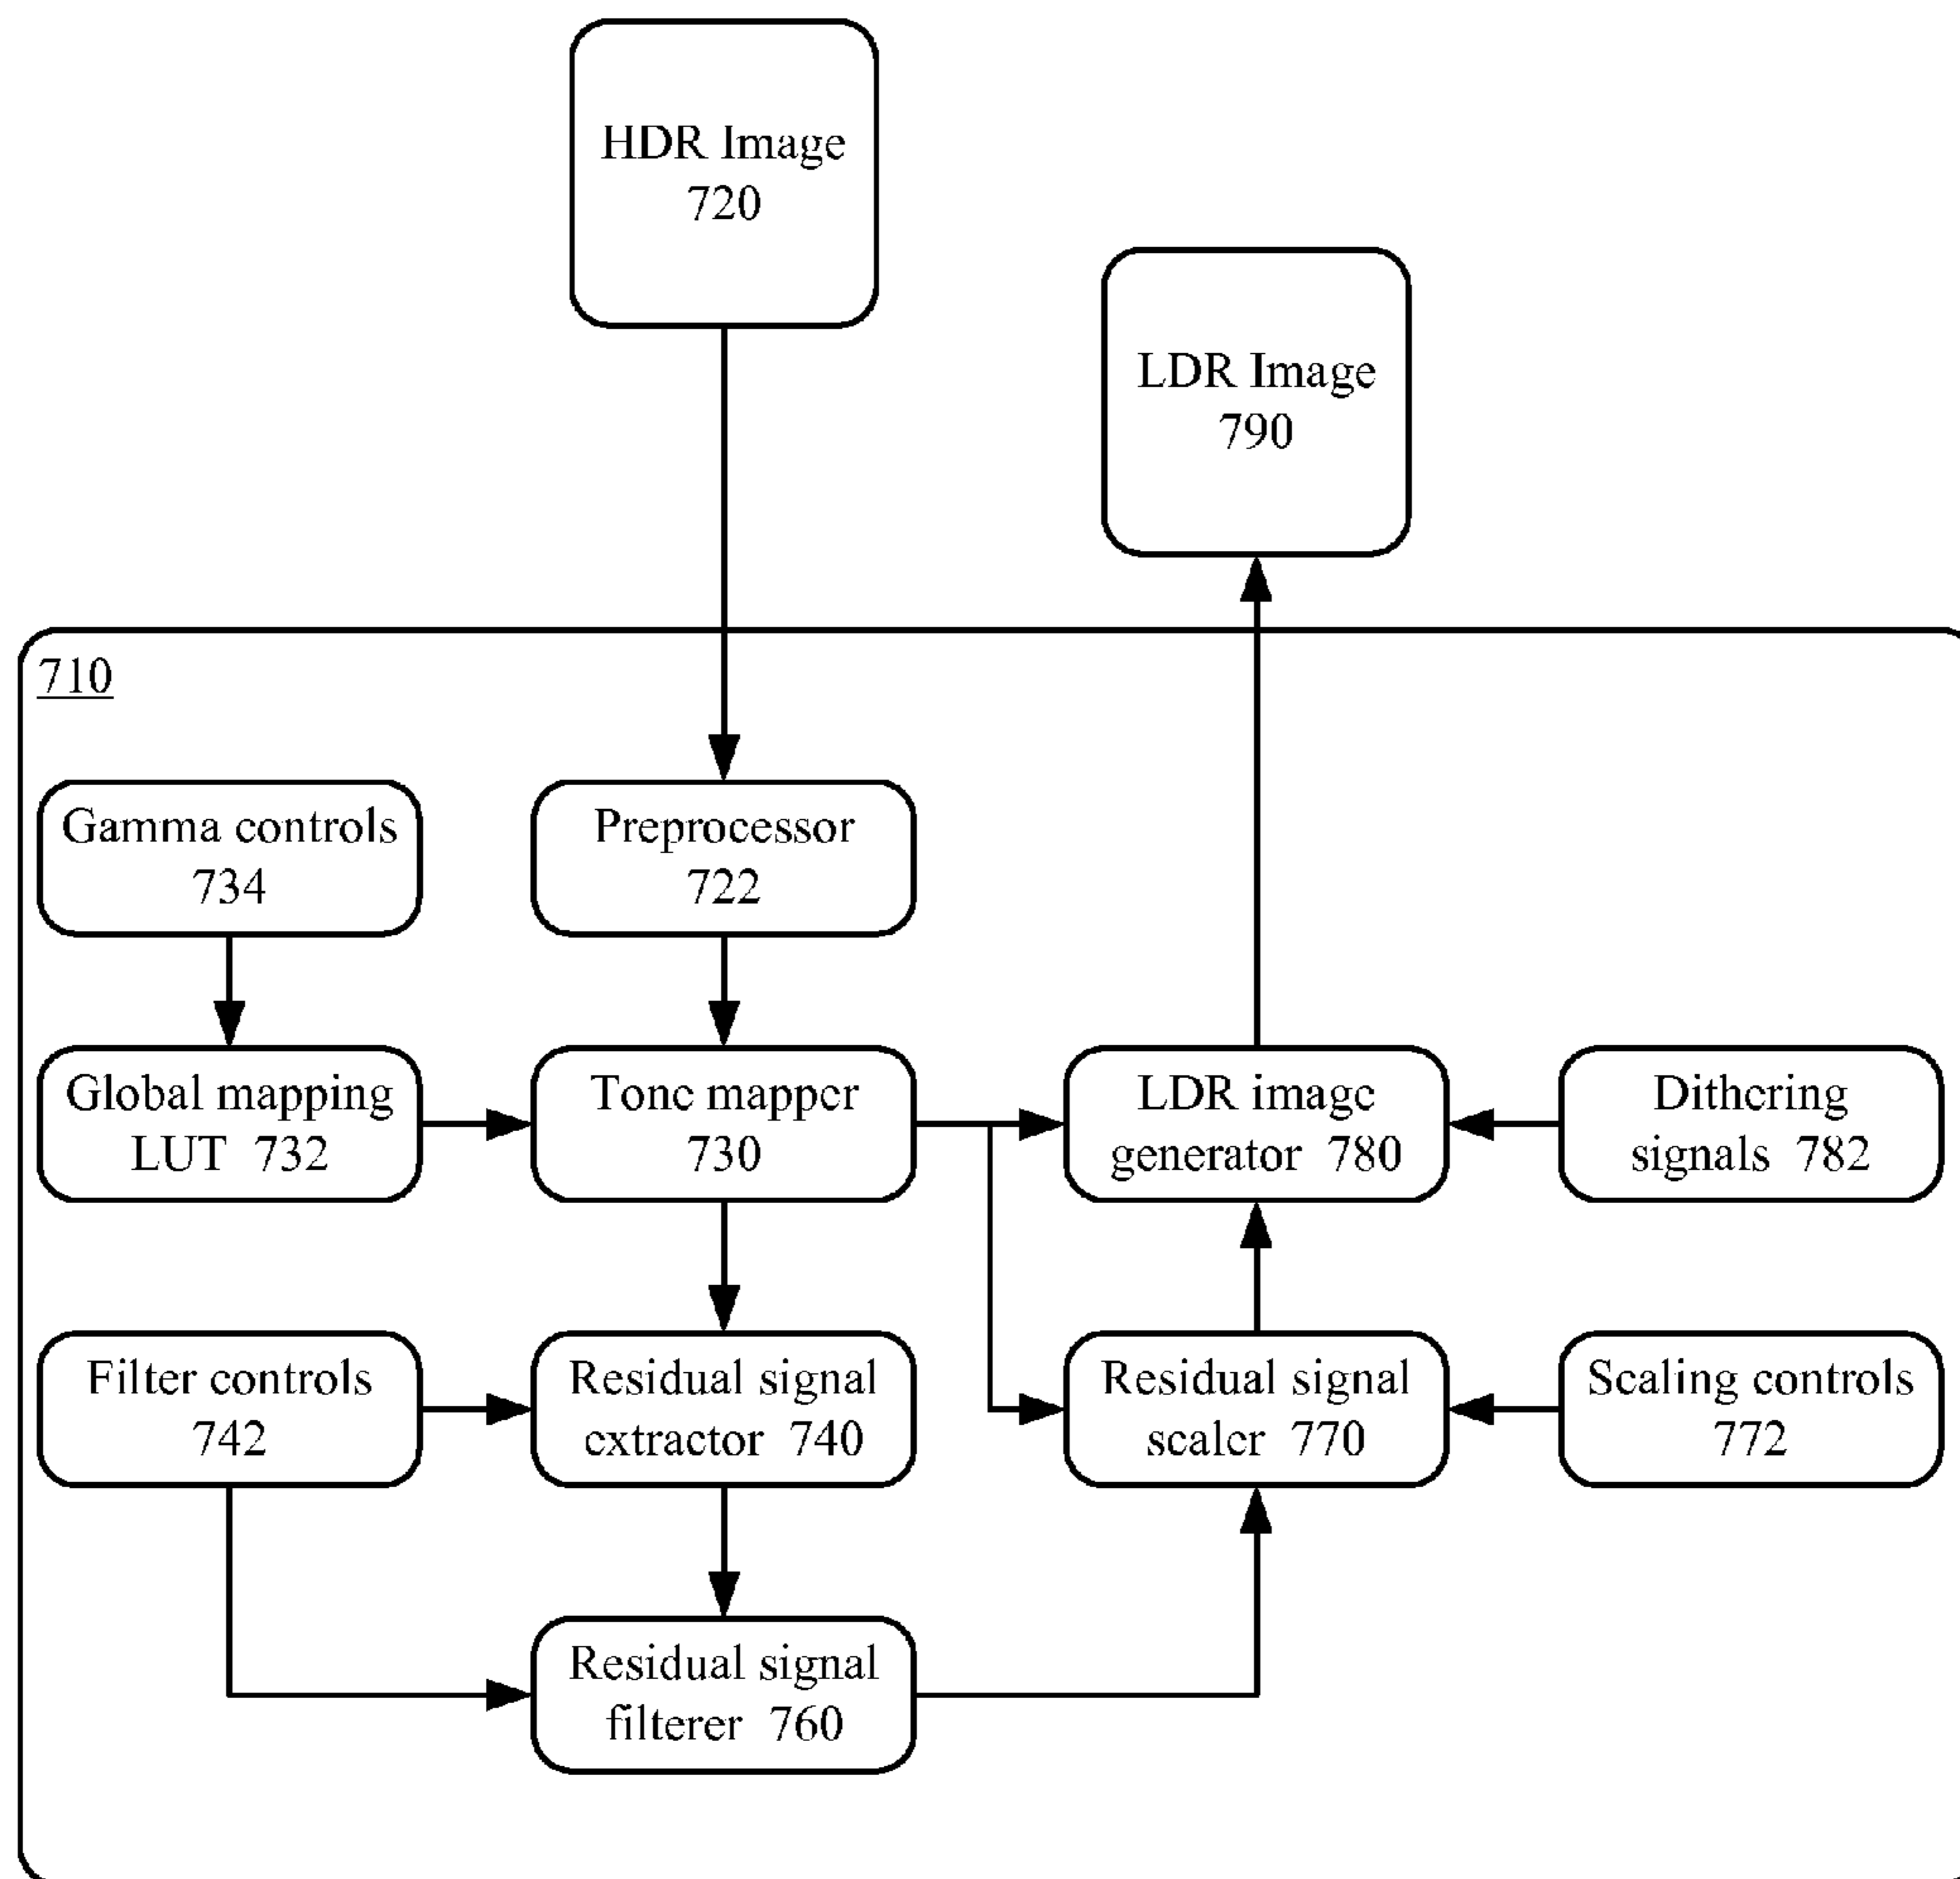 HDR Image
720
LDR Image
790
710
Gamma controls
734
Preprocessor
722
Global mapping
LUT 732
Tone mapper
730
LDR image
generator 780
Dithering
signals 782
Filter controls
742
Residual signal
extractor 740
Residual signal
scaler 770
Scaling controls
772
Residual signal
filterer 760